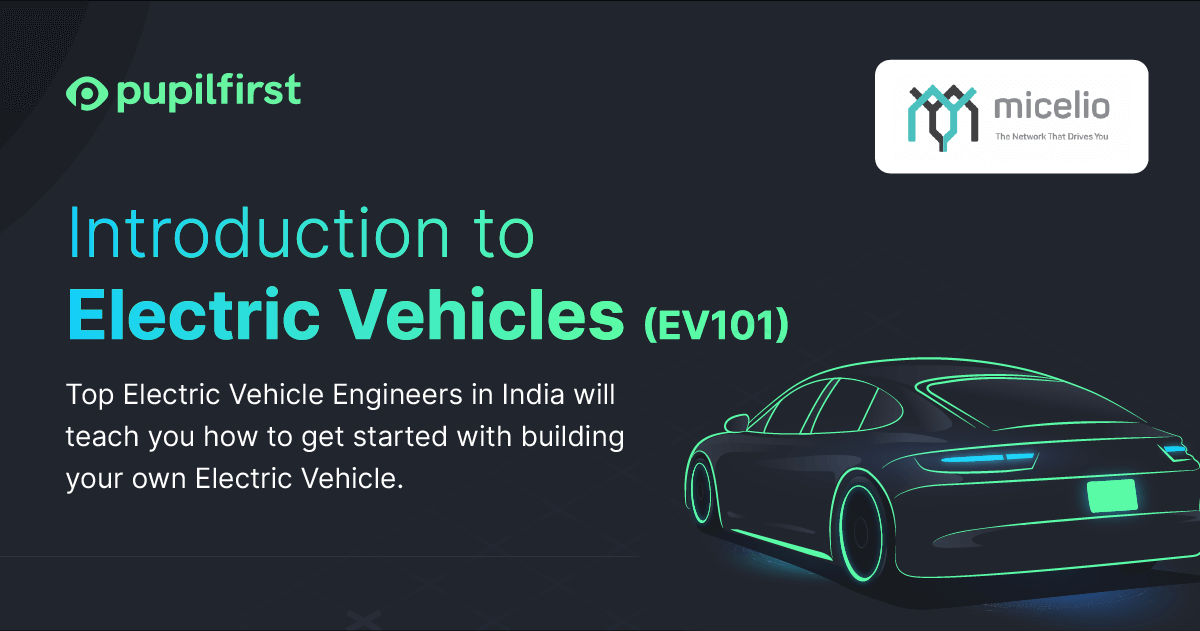 pupilfirst
micelio
The Network That Drives You
Introduction to
Electric Vehicles (EV101)
Top Electric Vehicle Engineers in India will
teach you how to get started with building
your own Electric Vehicle.